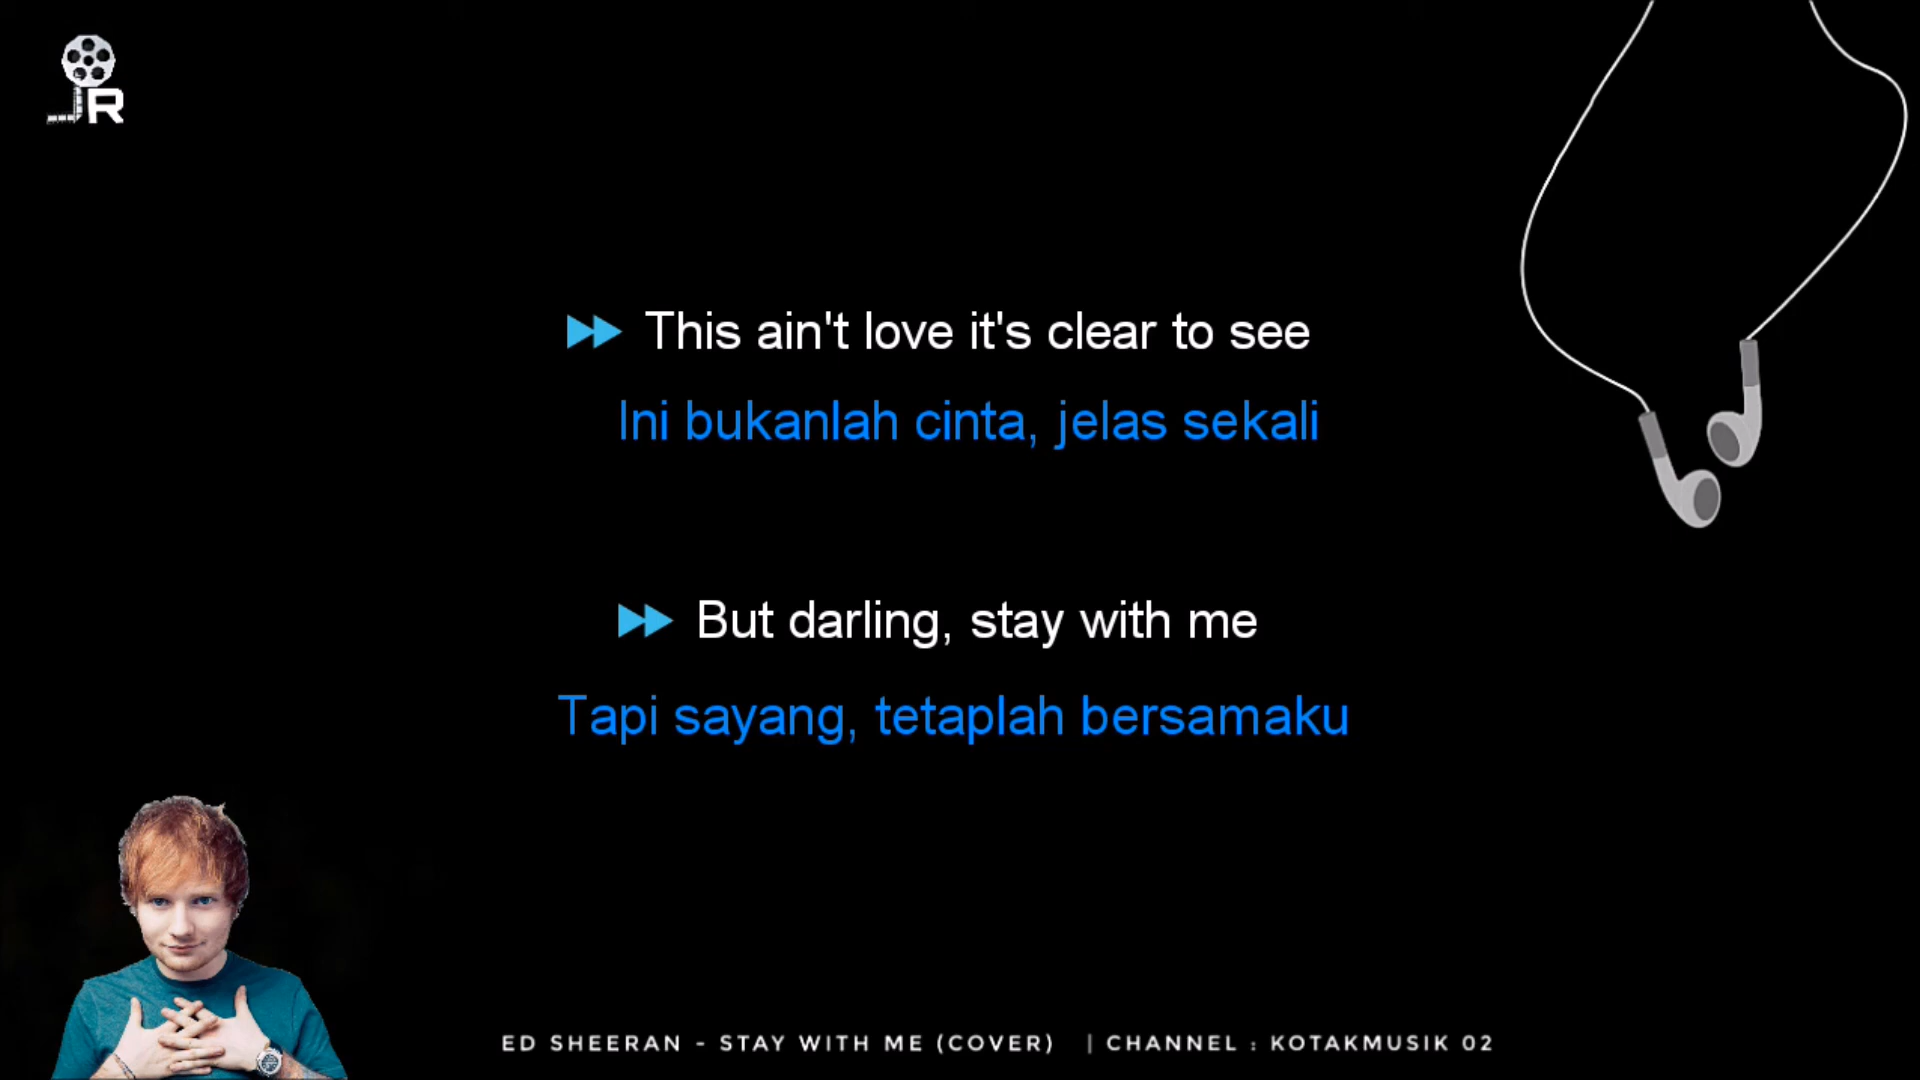 JR
This ain't love it's clear to see
Ini bukanlah cinta, jelas sekali
But darling, stay with me
Tapi sayang, tetaplah bersamaku
ED SHEERAN - STAY WITH ME (COVER) | CHANNEL : KOTAKMUSIK 02